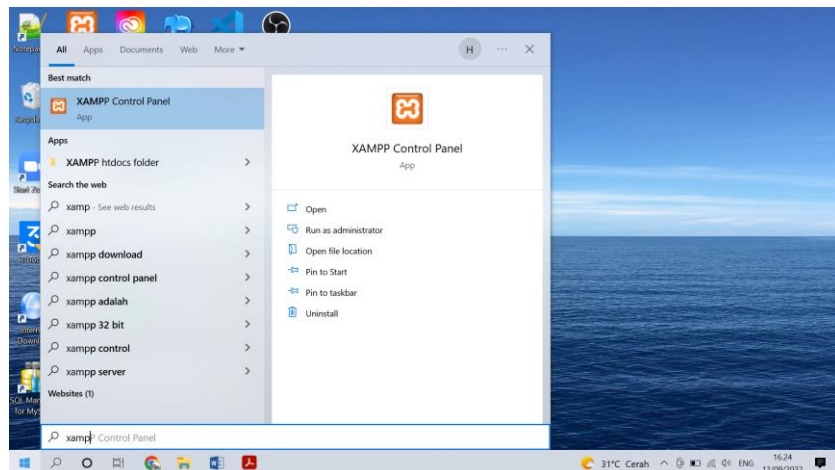 All Apps Documents Web More
H
Best match
XAMPP Control Panel
App
Apps
XAMPP htdocs folder
Search the web
xamp - See web results
xampp
xampp download
xampp control panel
xampp adalah
xampp 32 bit
xampp control
xampp server
Websites (1)
XAMPP Control Panel
App
Open
Run as administrator
Open file location
Pin to Start
Pin to taskbar
Uninstall
xampP Control Panel
31°C Cerah ENG 16.24